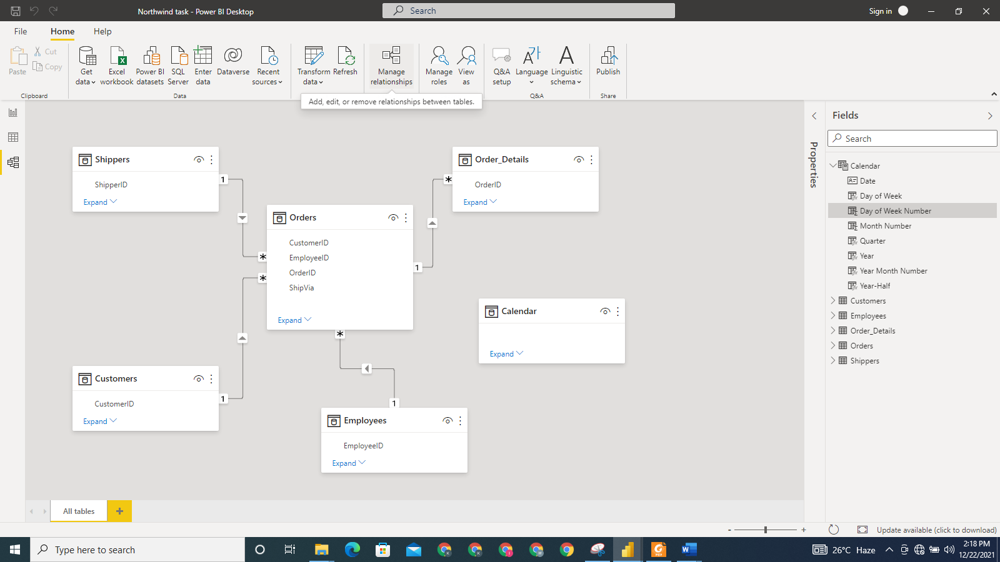 Northwind task - Power BI Desktop
Search
Sign in
File
Home
Help
Paste
Cut
Copy
Get data
Excel workbook
Power BI datasets
SQL Server
Enter data
Dataverse
Recent sources
Transform data
Refresh
Manage relationships
Manage roles
View as
Q&A setup
Language
Linguistic schema
Publish
Clipboard
Data
Q&A
Share
Add, edit, or remove relationships between tables.
Shippers
ShipperID
Expand
1
*
Orders
CustomerID
EmployeeID
OrderID
ShipVia
Expand
*
*
1
*
Order_Details
OrderID
Expand
Calendar
Expand
Customers
CustomerID
Expand
1
1
Employees
EmployeeID
Expand
Properties
Fields
Search
Calendar
Date
Day of Week
Day of Week Number
Month Number
Quarter
Year
Year Month Number
Year-Half
Customers
Employees
Order_Details
Orders
Shippers
All tables
+
- +
Update available (click to download)
Type here to search
26°C Haze
2:18 PM
12/22/2021